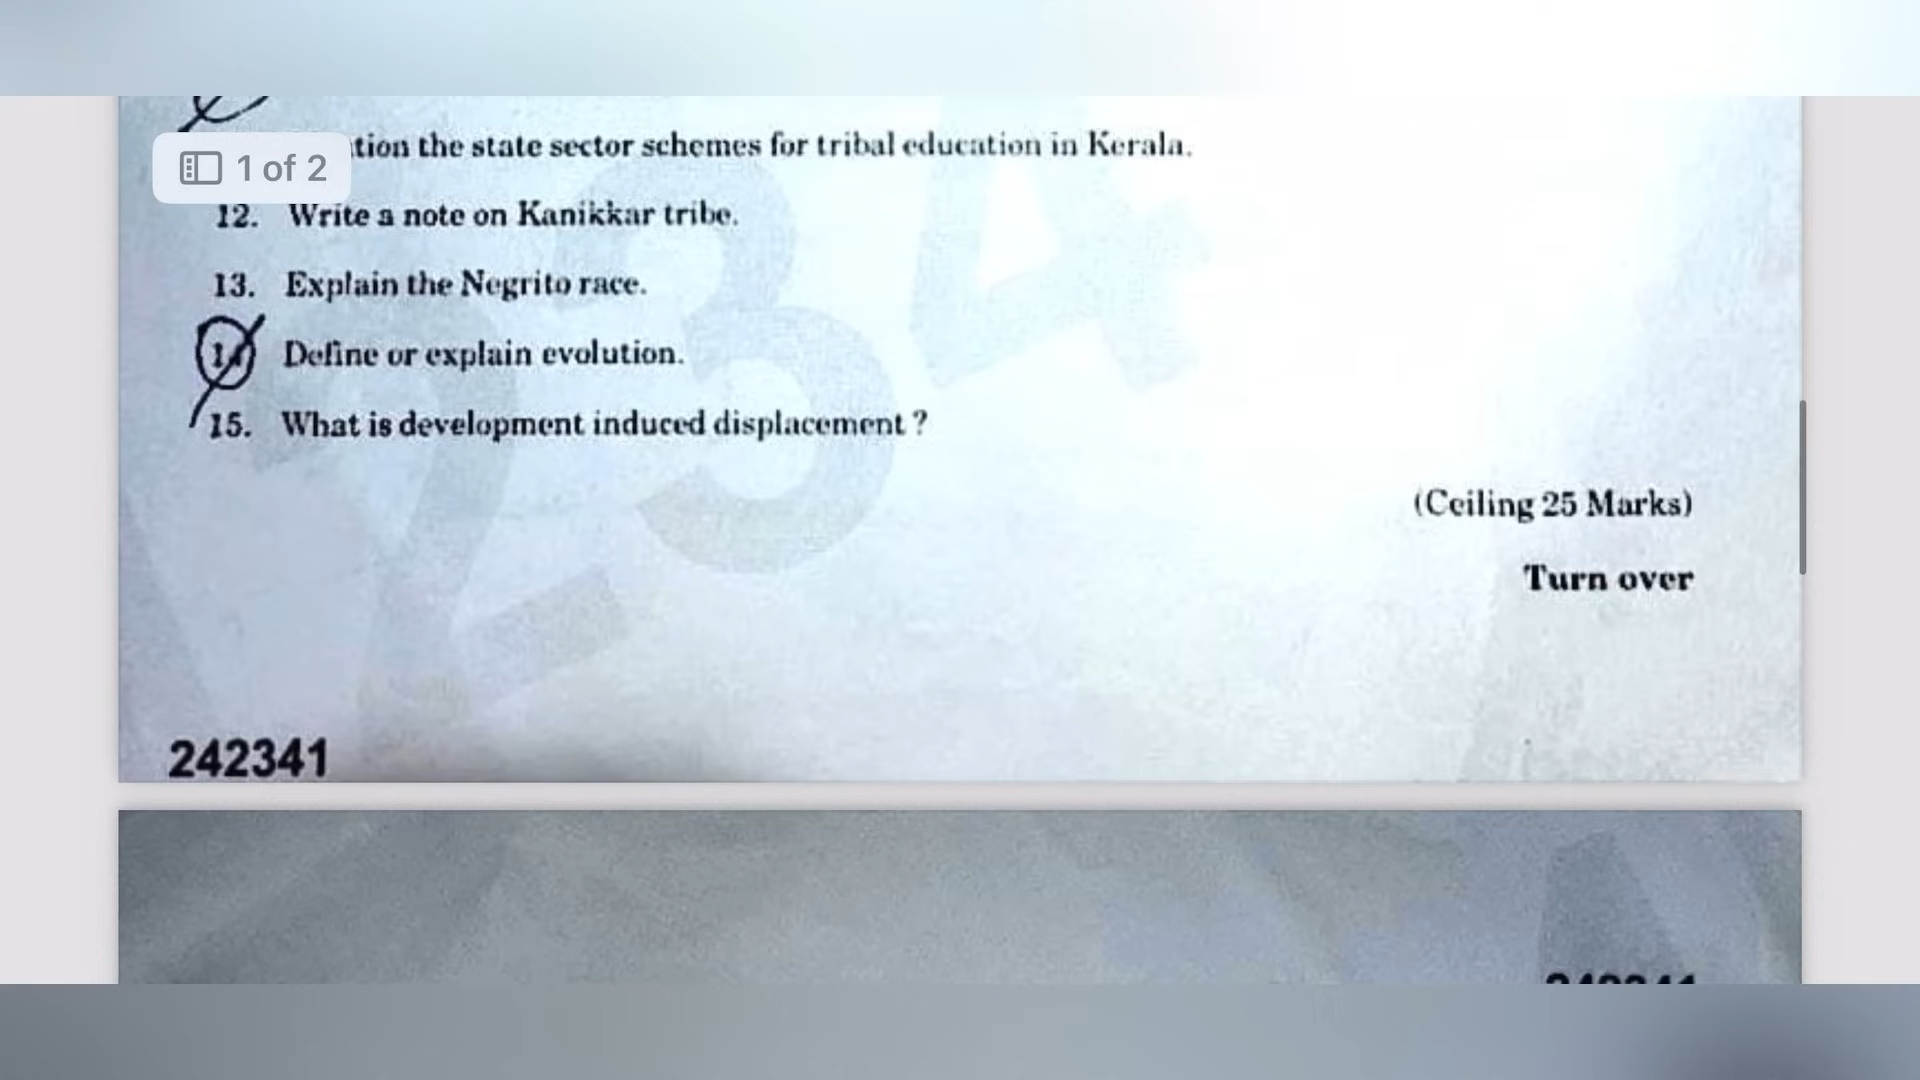 tion the state sector schemes for tribal education in Kerala.
1 of 2
12. Write a note on Kanikkar tribe.
13. Explain the Negrito race.
Define or explain evolution.
15. What is development induced displacement ?
(Ceiling 25 Marks)
Turn over
242341